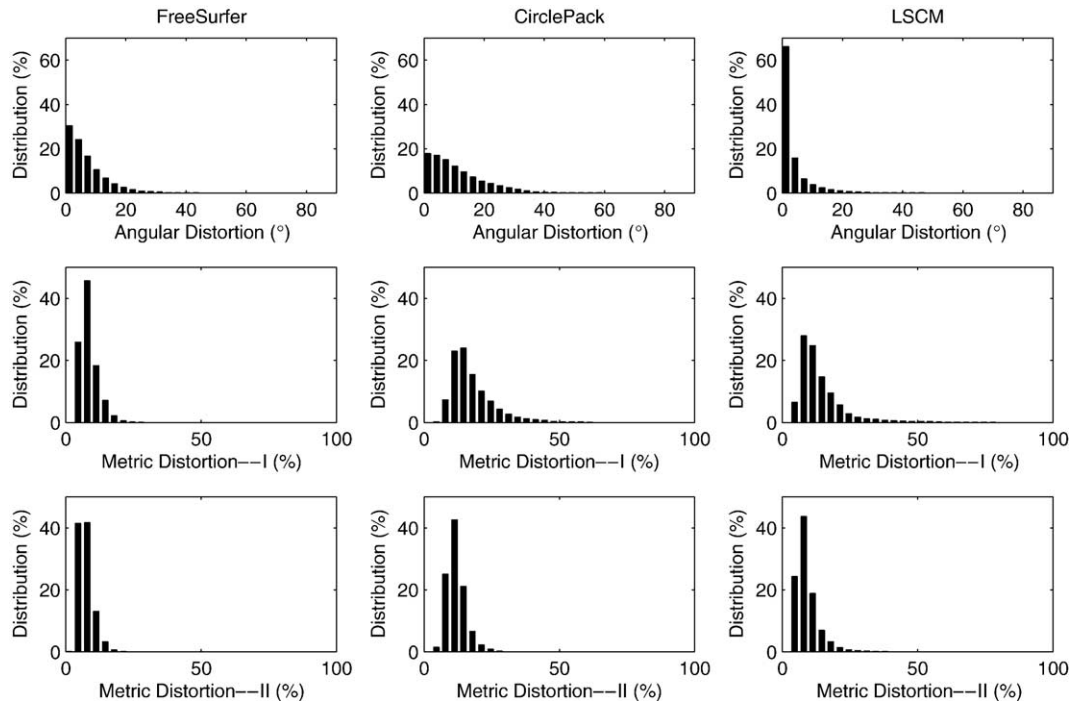 FreeSurfer CirclePack LSCM
Distribution (%) Distribution (%) Distribution (%)
60 60 60
40 40 40
20 20 20
0 0 0
0 20 40 60 80 0 20 40 60 80 0 20 40 60 80
Angular Distortion (°) Angular Distortion (°) Angular Distortion (°)
Distribution (%) Distribution (%) Distribution (%)
40 40 40
20 20 20
0 0 0
0 50 100 0 50 100 0 50 100
Metric Distortion--I (%) Metric Distortion--I (%) Metric Distortion--I (%)
Distribution (%) Distribution (%) Distribution (%)
40 40 40
20 20 20
0 0 0
0 50 100 0 50 100 0 50 100
Metric Distortion--II (%) Metric Distortion--II (%) Metric Distortion--II (%)